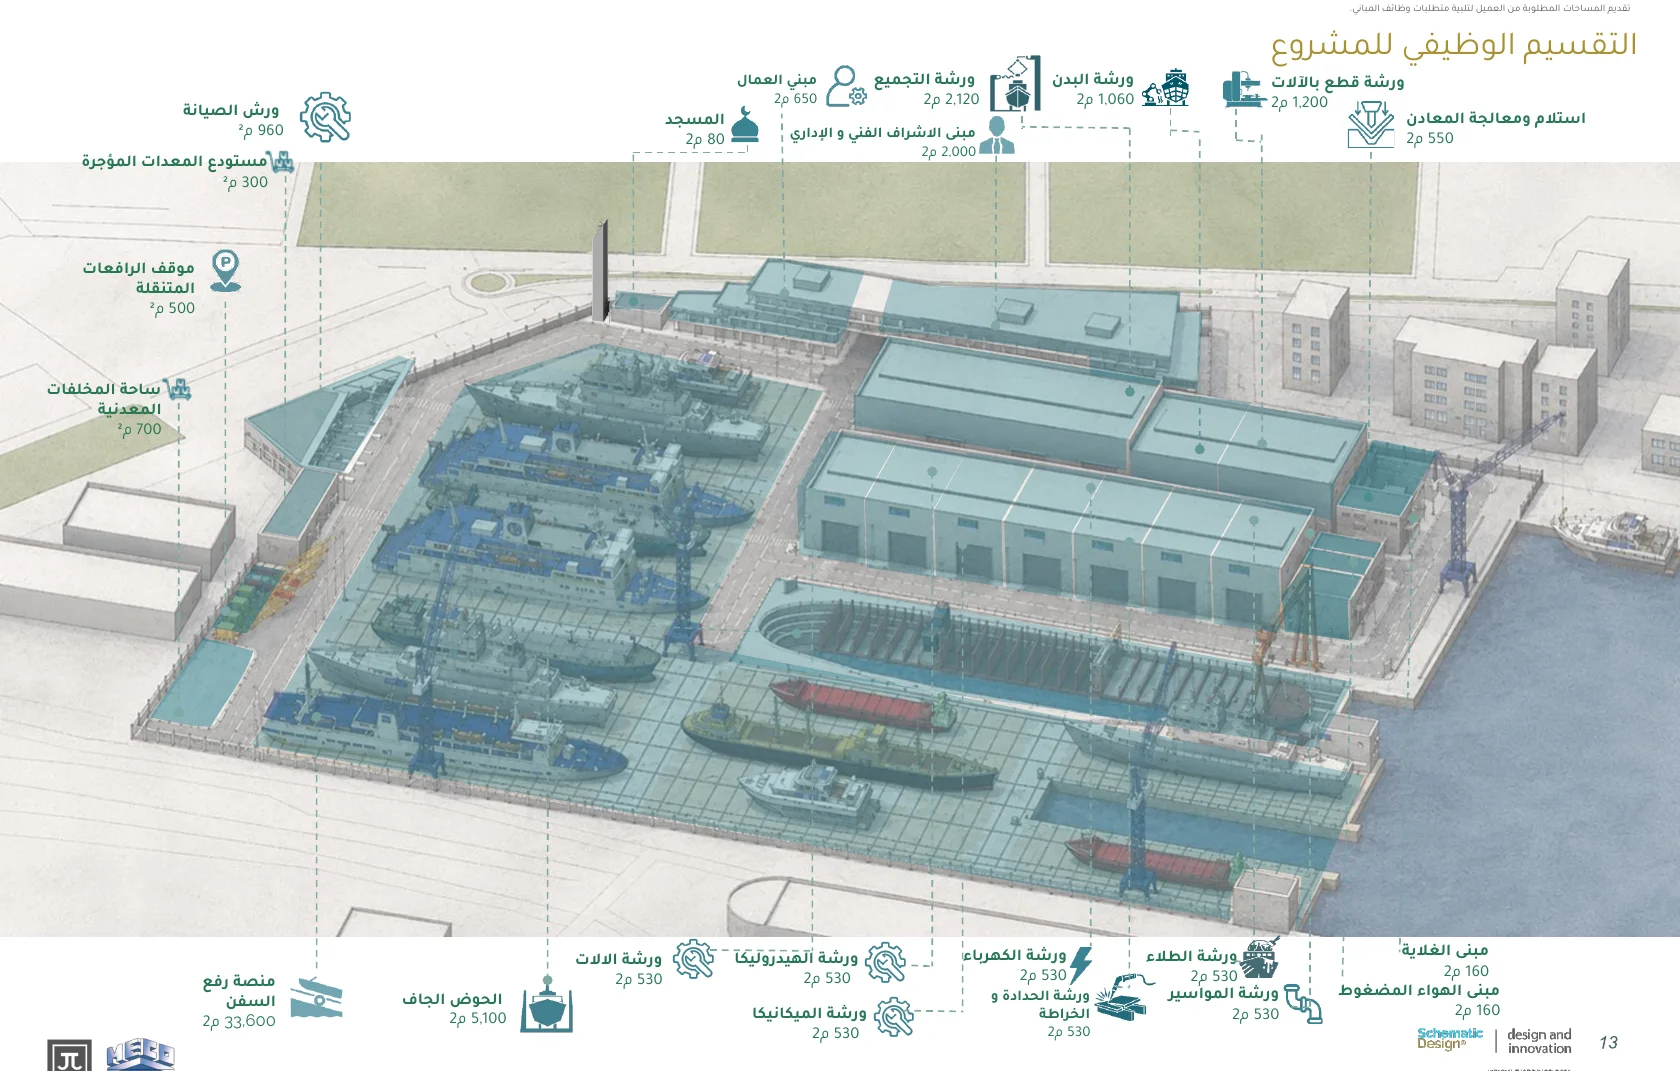 تقديم المساحات المطلوبة من العميل لتلبية متطلبات وظائف المباني.
التقسيم الوظيفي للمشروع
استلام ومعالجة المعادن
550 م2
ورشة قطع بالآلات
1,200 م2
ورشة البدن
1,060 م2
ورشة التجميع
2,120 م2
مبني العمال
650 م2
مبنى الاشراف الفني و الإداري
2,000 م2
المسجد
80 م2
ورش الصيانة
960 م²
مستودع المعدات المؤجرة
300 م²
موقف الرافعات
المتنقلة
500 م²
P
ساحة المخلفات
المعدنية
700 م²
مبنى الغلاية
160 م2
مبنى الهواء المضغوط
160 م2
ورشة الطلاء
530 م2
ورشة المواسير
530 م2
ورشة الكهرباء
530 م2
ورشة الحدادة و
الخراطة
530 م2
ورشة الهيدروليكا
530 م2
ورشة الميكانيكا
530 م2
ورشة الالات
530 م2
الحوض الجاف
5,100 م2
منصة رفع
السفن
33,600 م2
MECO
Schematic
Design
design and
innovation
13